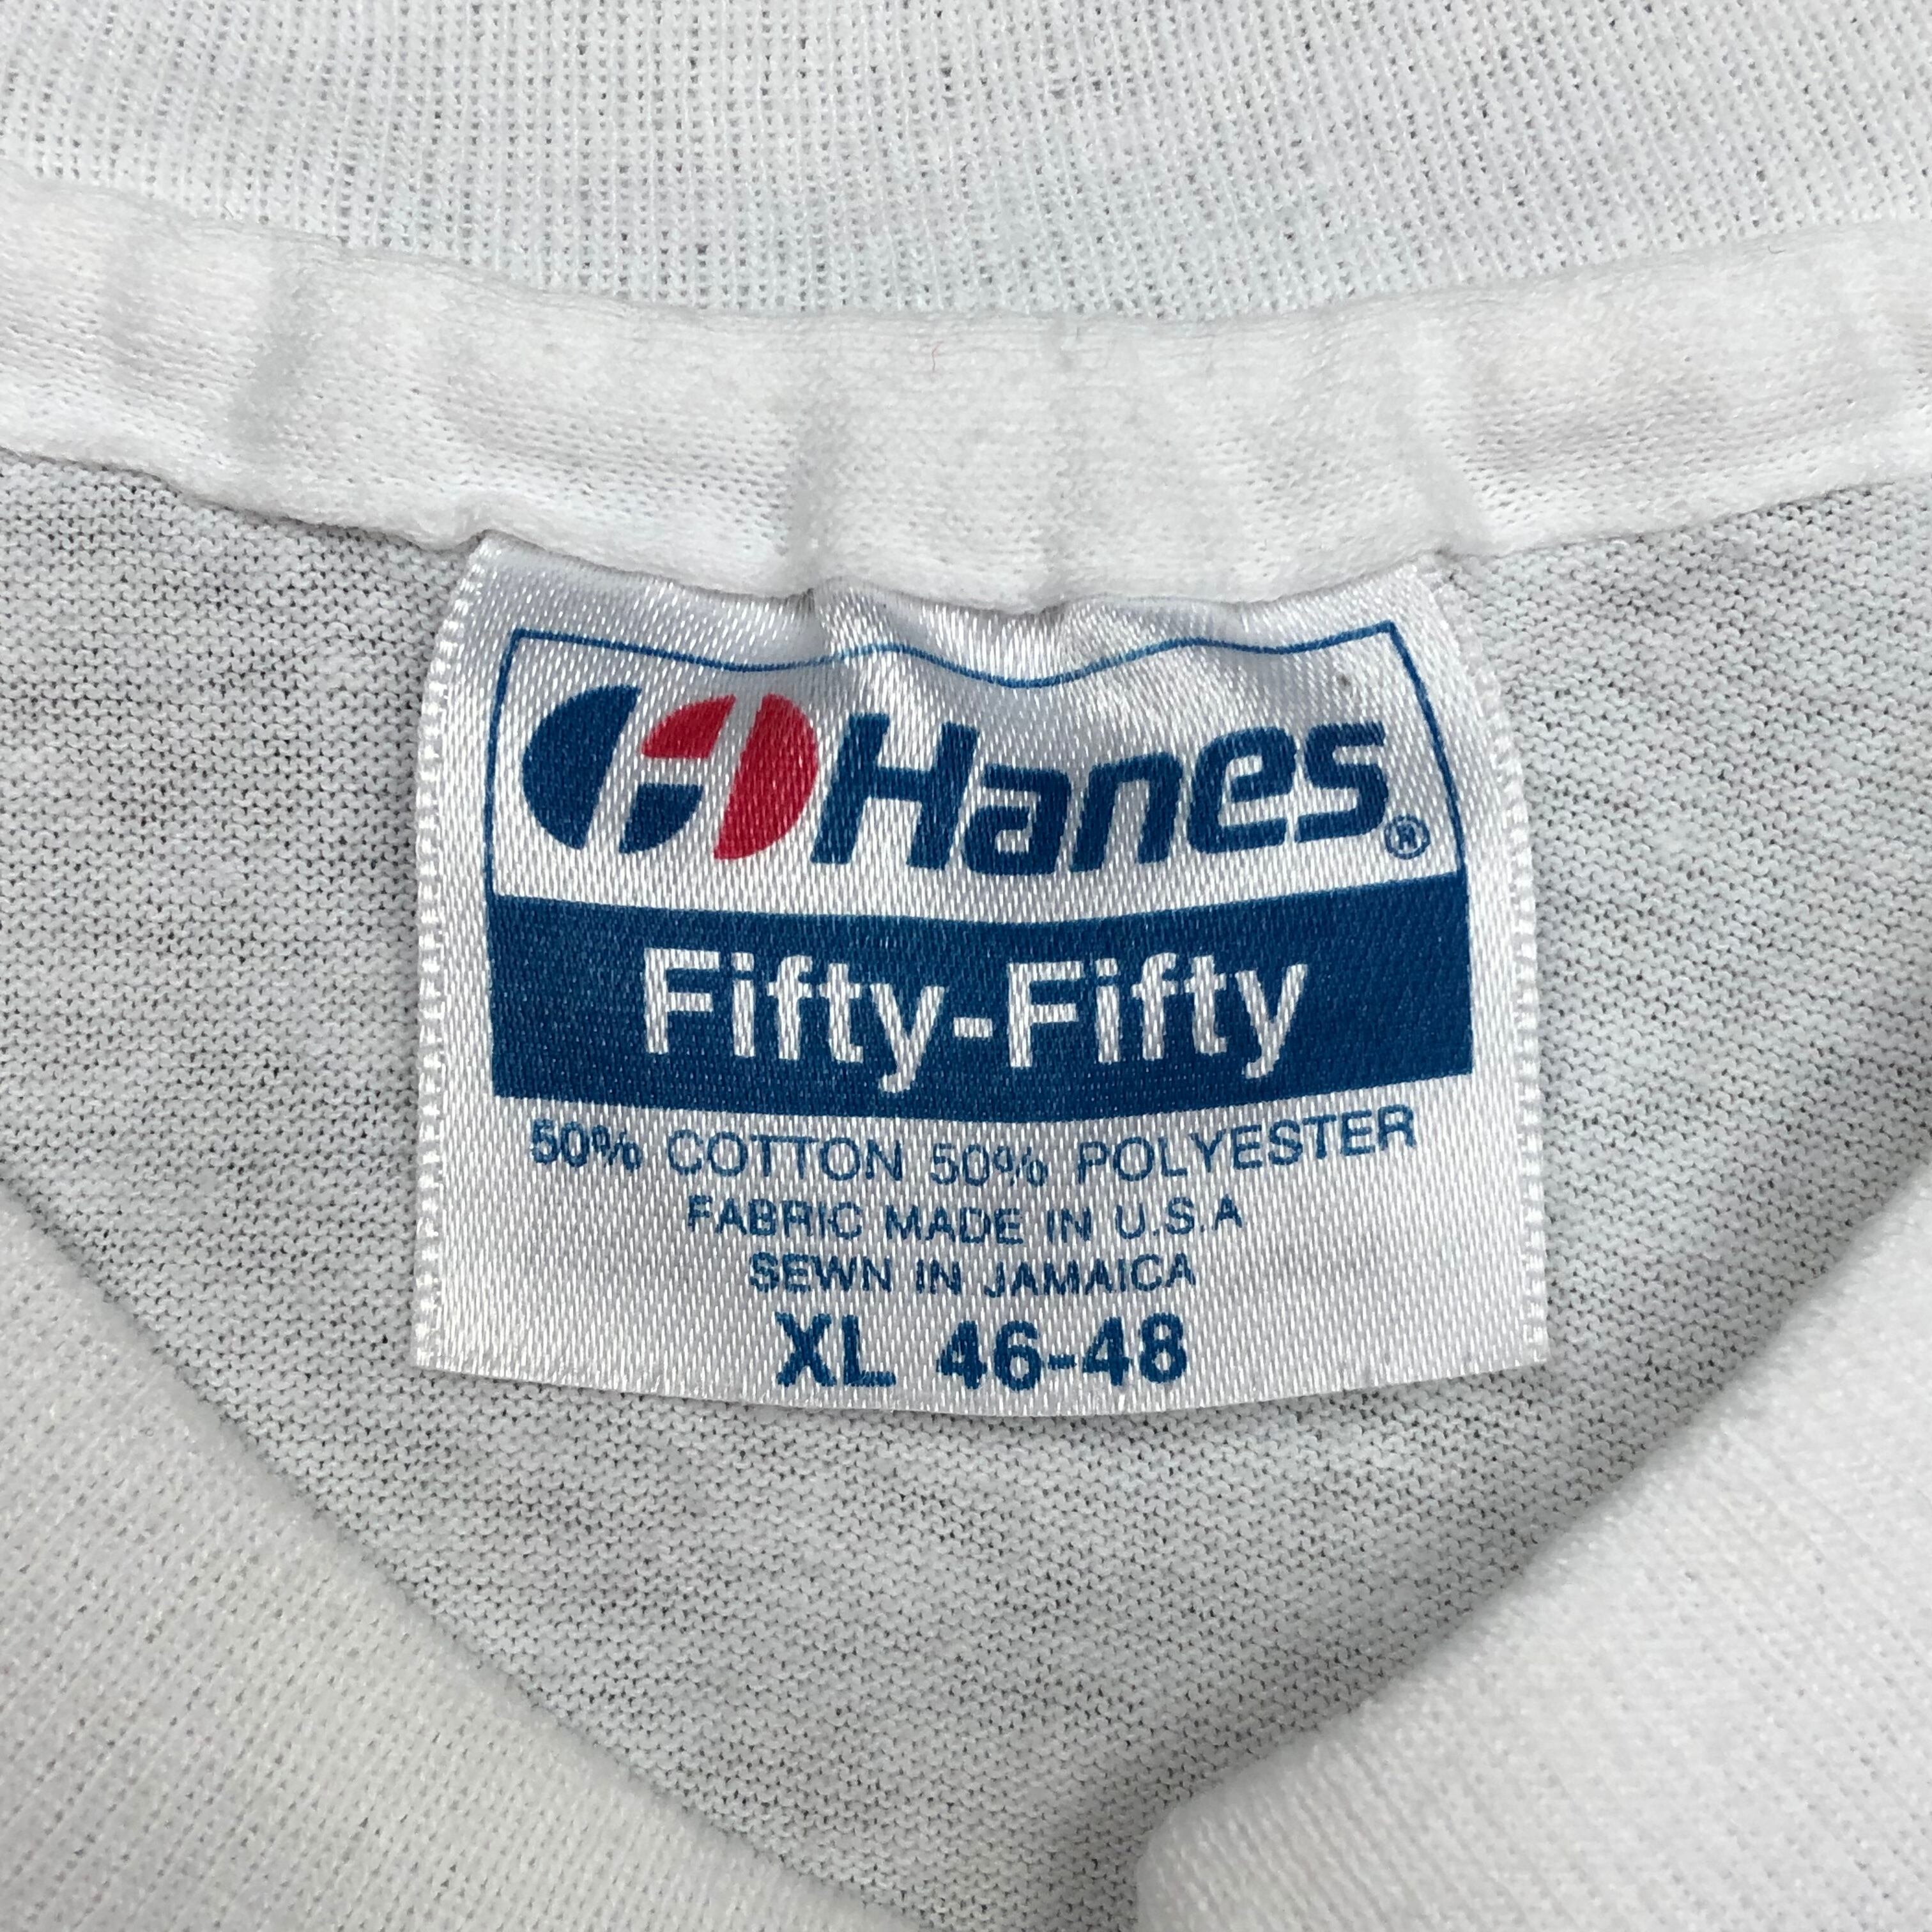 Hanes®
Fifty-Fifty
50% COTTON 50% POLYESTER
FABRIC MADE IN U.S.A
SEWN IN JAMAICA
XL 46-48